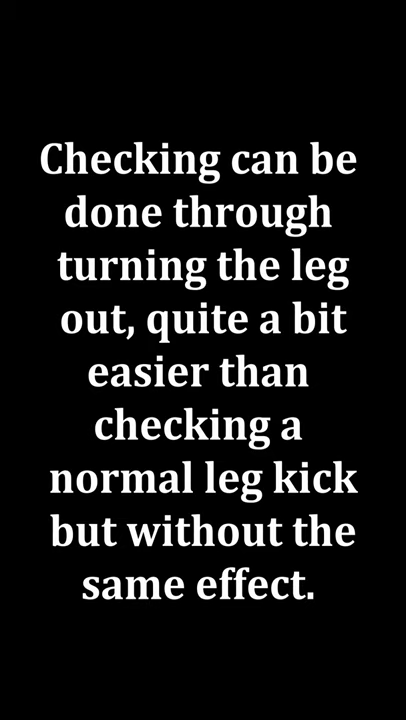 Checking can be
done through
turning the leg
out, quite a bit
easier than
checking a
normal leg kick
but without the
same effect.